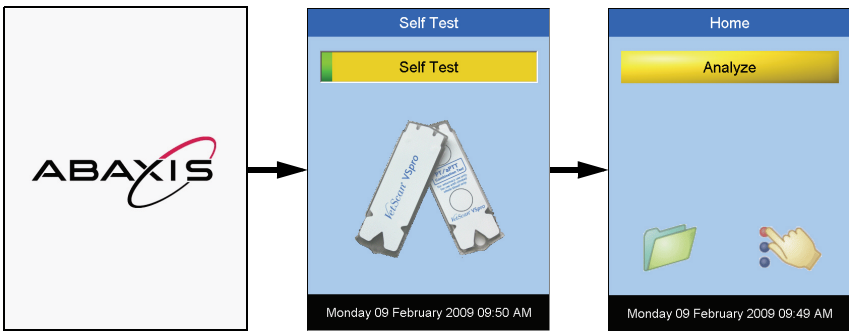 ABAXIS
Self Test
Self Test
VetScan VSpro
PT/aPTT
VetScan VSpro
Monday 09 February 2009 09:50 AM
Home
Analyze
Monday 09 February 2009 09:49 AM